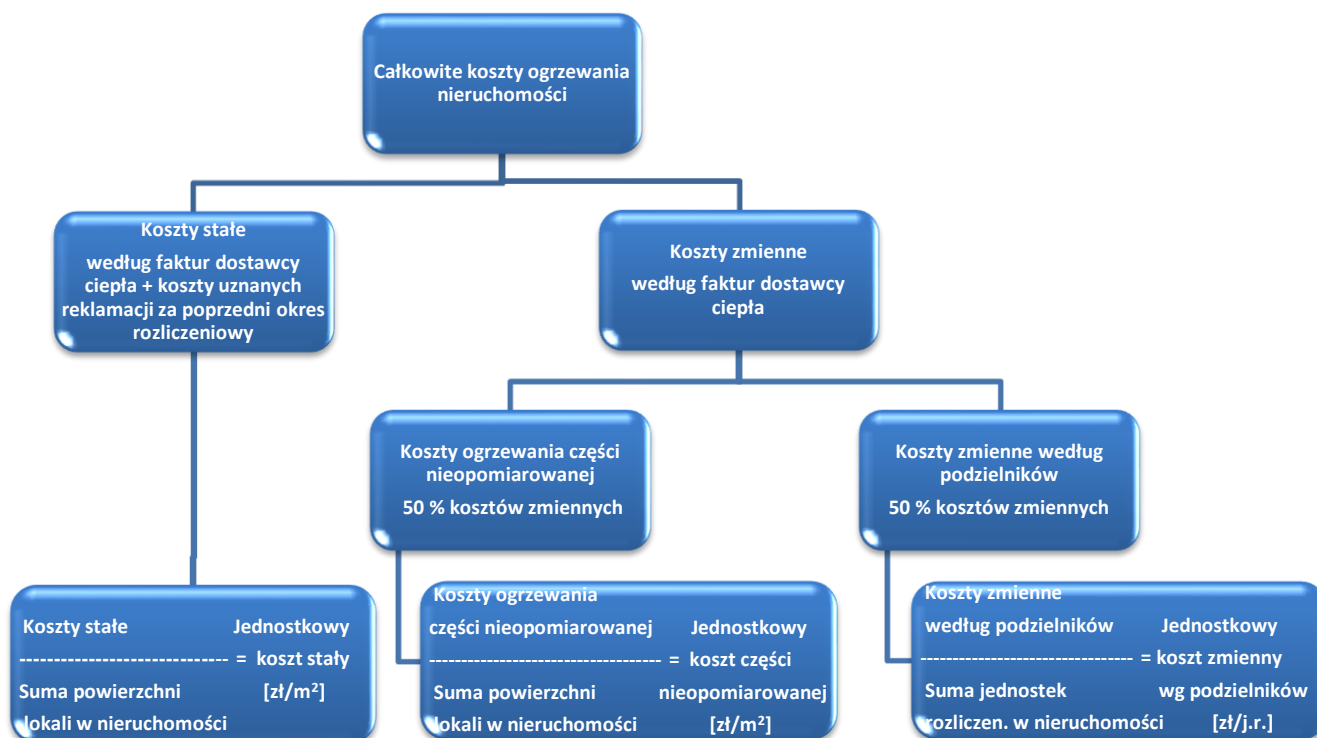 Całkowite koszty ogrzewania
nieruchomości
Koszty stałe
według faktur dostawcy
ciepła + koszty uznanych
reklamacji za poprzedni okres
rozliczeniowy
Koszty zmienne
według faktur dostawcy
ciepła
Koszty ogrzewania części
nieopomiarowanej
50 % kosztów zmiennych
Koszty zmienne według
podzielników
50 % kosztów zmiennych
Koszty stałe Jednostkowy
------------------------------ = koszt stały
Suma powierzchni [zł/m²]
lokali w nieruchomości
Koszty ogrzewania
części nieopomiarowanej Jednostkowy
------------------------------------ = koszt części
Suma powierzchni nieopomiarowanej
lokali w nieruchomości [zł/m²]
Koszty zmienne
według podzielników Jednostkowy
--------------------------------- = koszt zmienny
Suma jednostek wg podzielników
rozliczen. w nieruchomości [zł/j.r.]